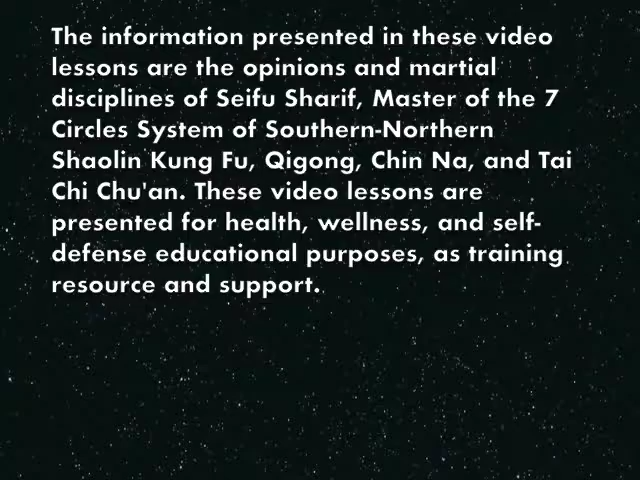 The information presented in these video
lessons are the opinions and martial
disciplines of Seifu Sharif, Master of the 7
Circles System of Southern-Northern
Shaolin Kung Fu, Qigong, Chin Na, and Tai
Chi Chu'an. These video lessons are
presented for health, wellness, and self-
defense educational purposes, as training
resource and support.